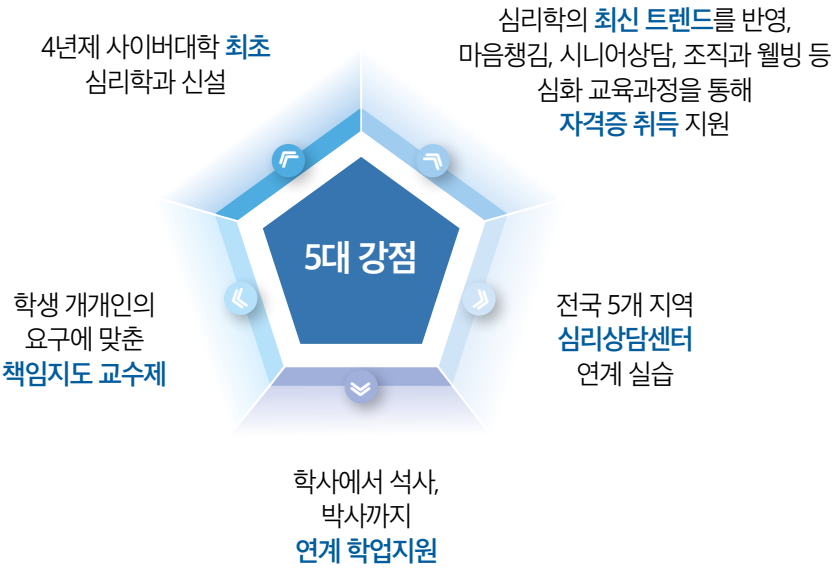 4년제 사이버대학 최초
심리학과 신설
심리학의 최신 트렌드를 반영,
마음챙김, 시니어상담, 조직과 웰빙 등
심화 교육과정을 통해
자격증 취득 지원
5대 강점
학생 개개인의
요구에 맞춘
책임지도 교수제
전국 5개 지역
심리상담센터
연계 실습
학사에서 석사,
박사까지
연계 학업지원